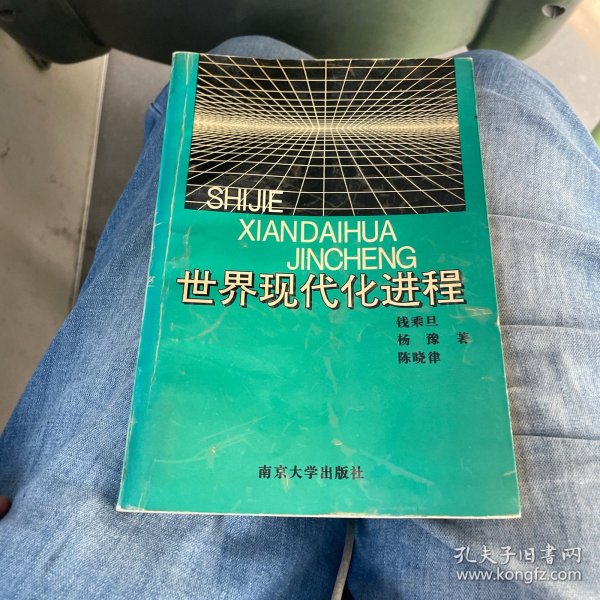 SHIJIE
XIANDAIHUA
JINCHENG
世界现代化进程
钱乘旦
杨豫 著
陈晓律
南京大学出版社
孔夫子旧书网
www.kongfz.com